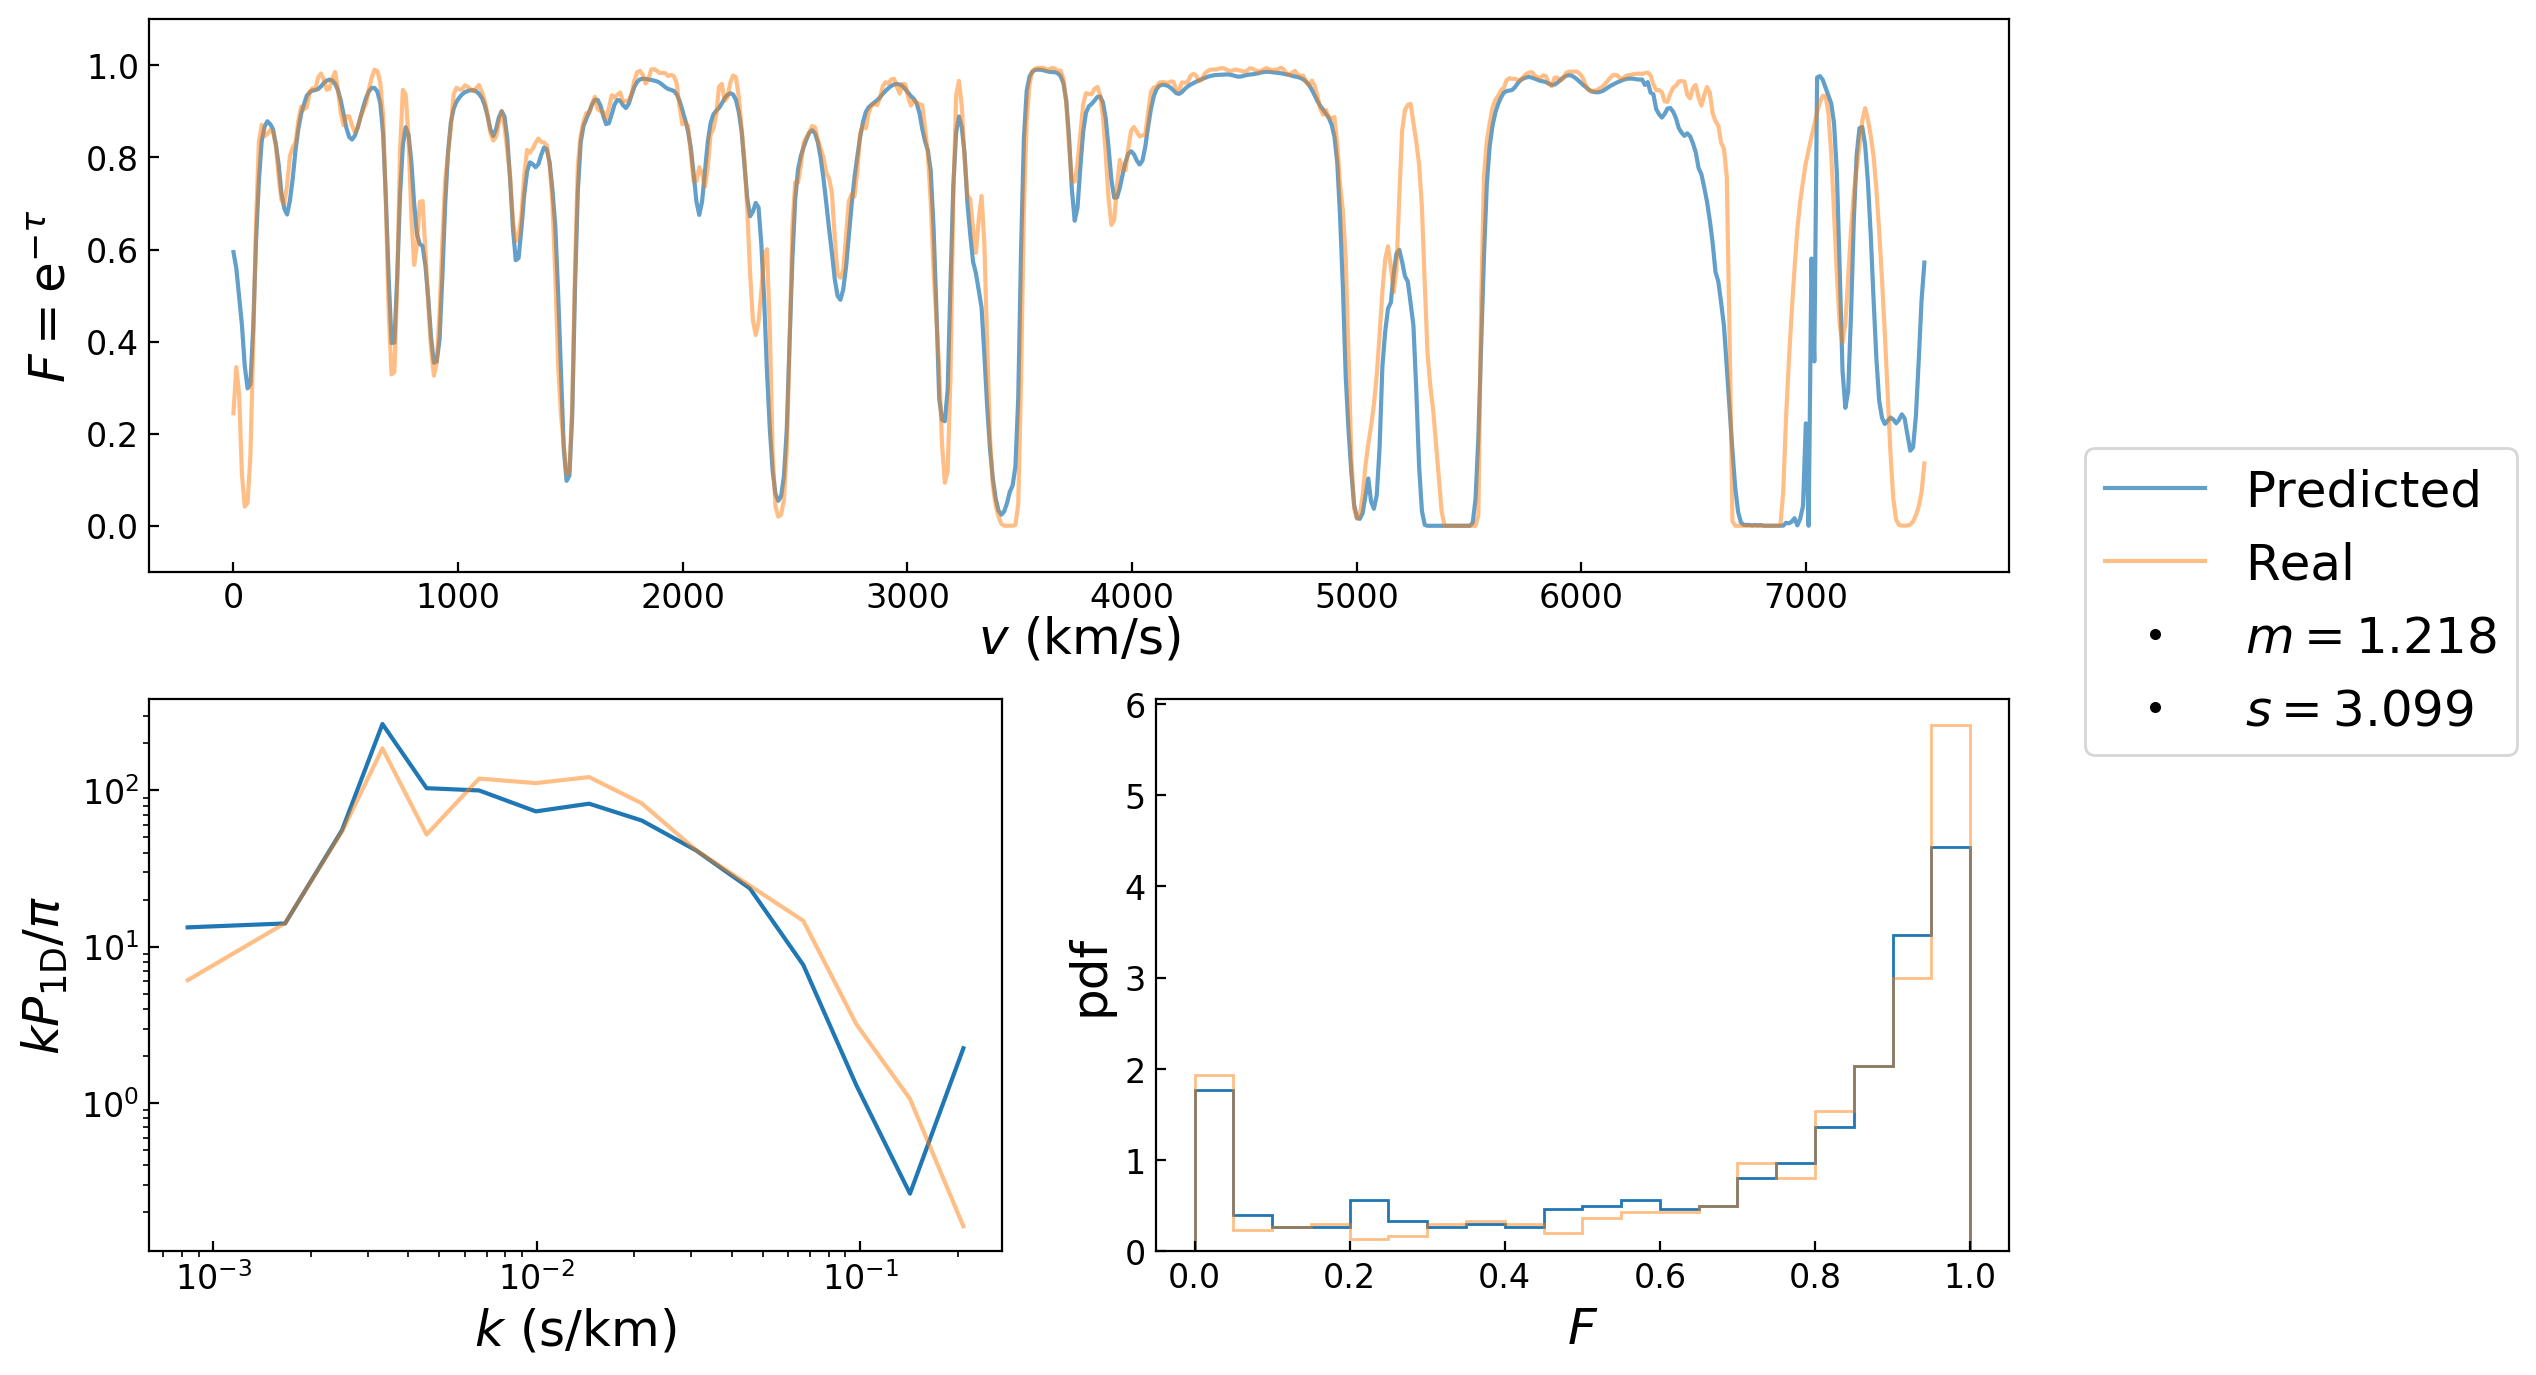 1.0
0.8
0.6
0.4
0.2
0.0
F = e^{-τ}
0 1000 2000 3000 4000 5000 6000 7000
v (km/s)
Predicted
Real
m = 1.218
s = 3.099
10^2
10^1
10^0
kP_{1D}/π
10^{-3} 10^{-2} 10^{-1}
k (s/km)
6
5
4
3
2
1
0
pdf
0.0 0.2 0.4 0.6 0.8 1.0
F